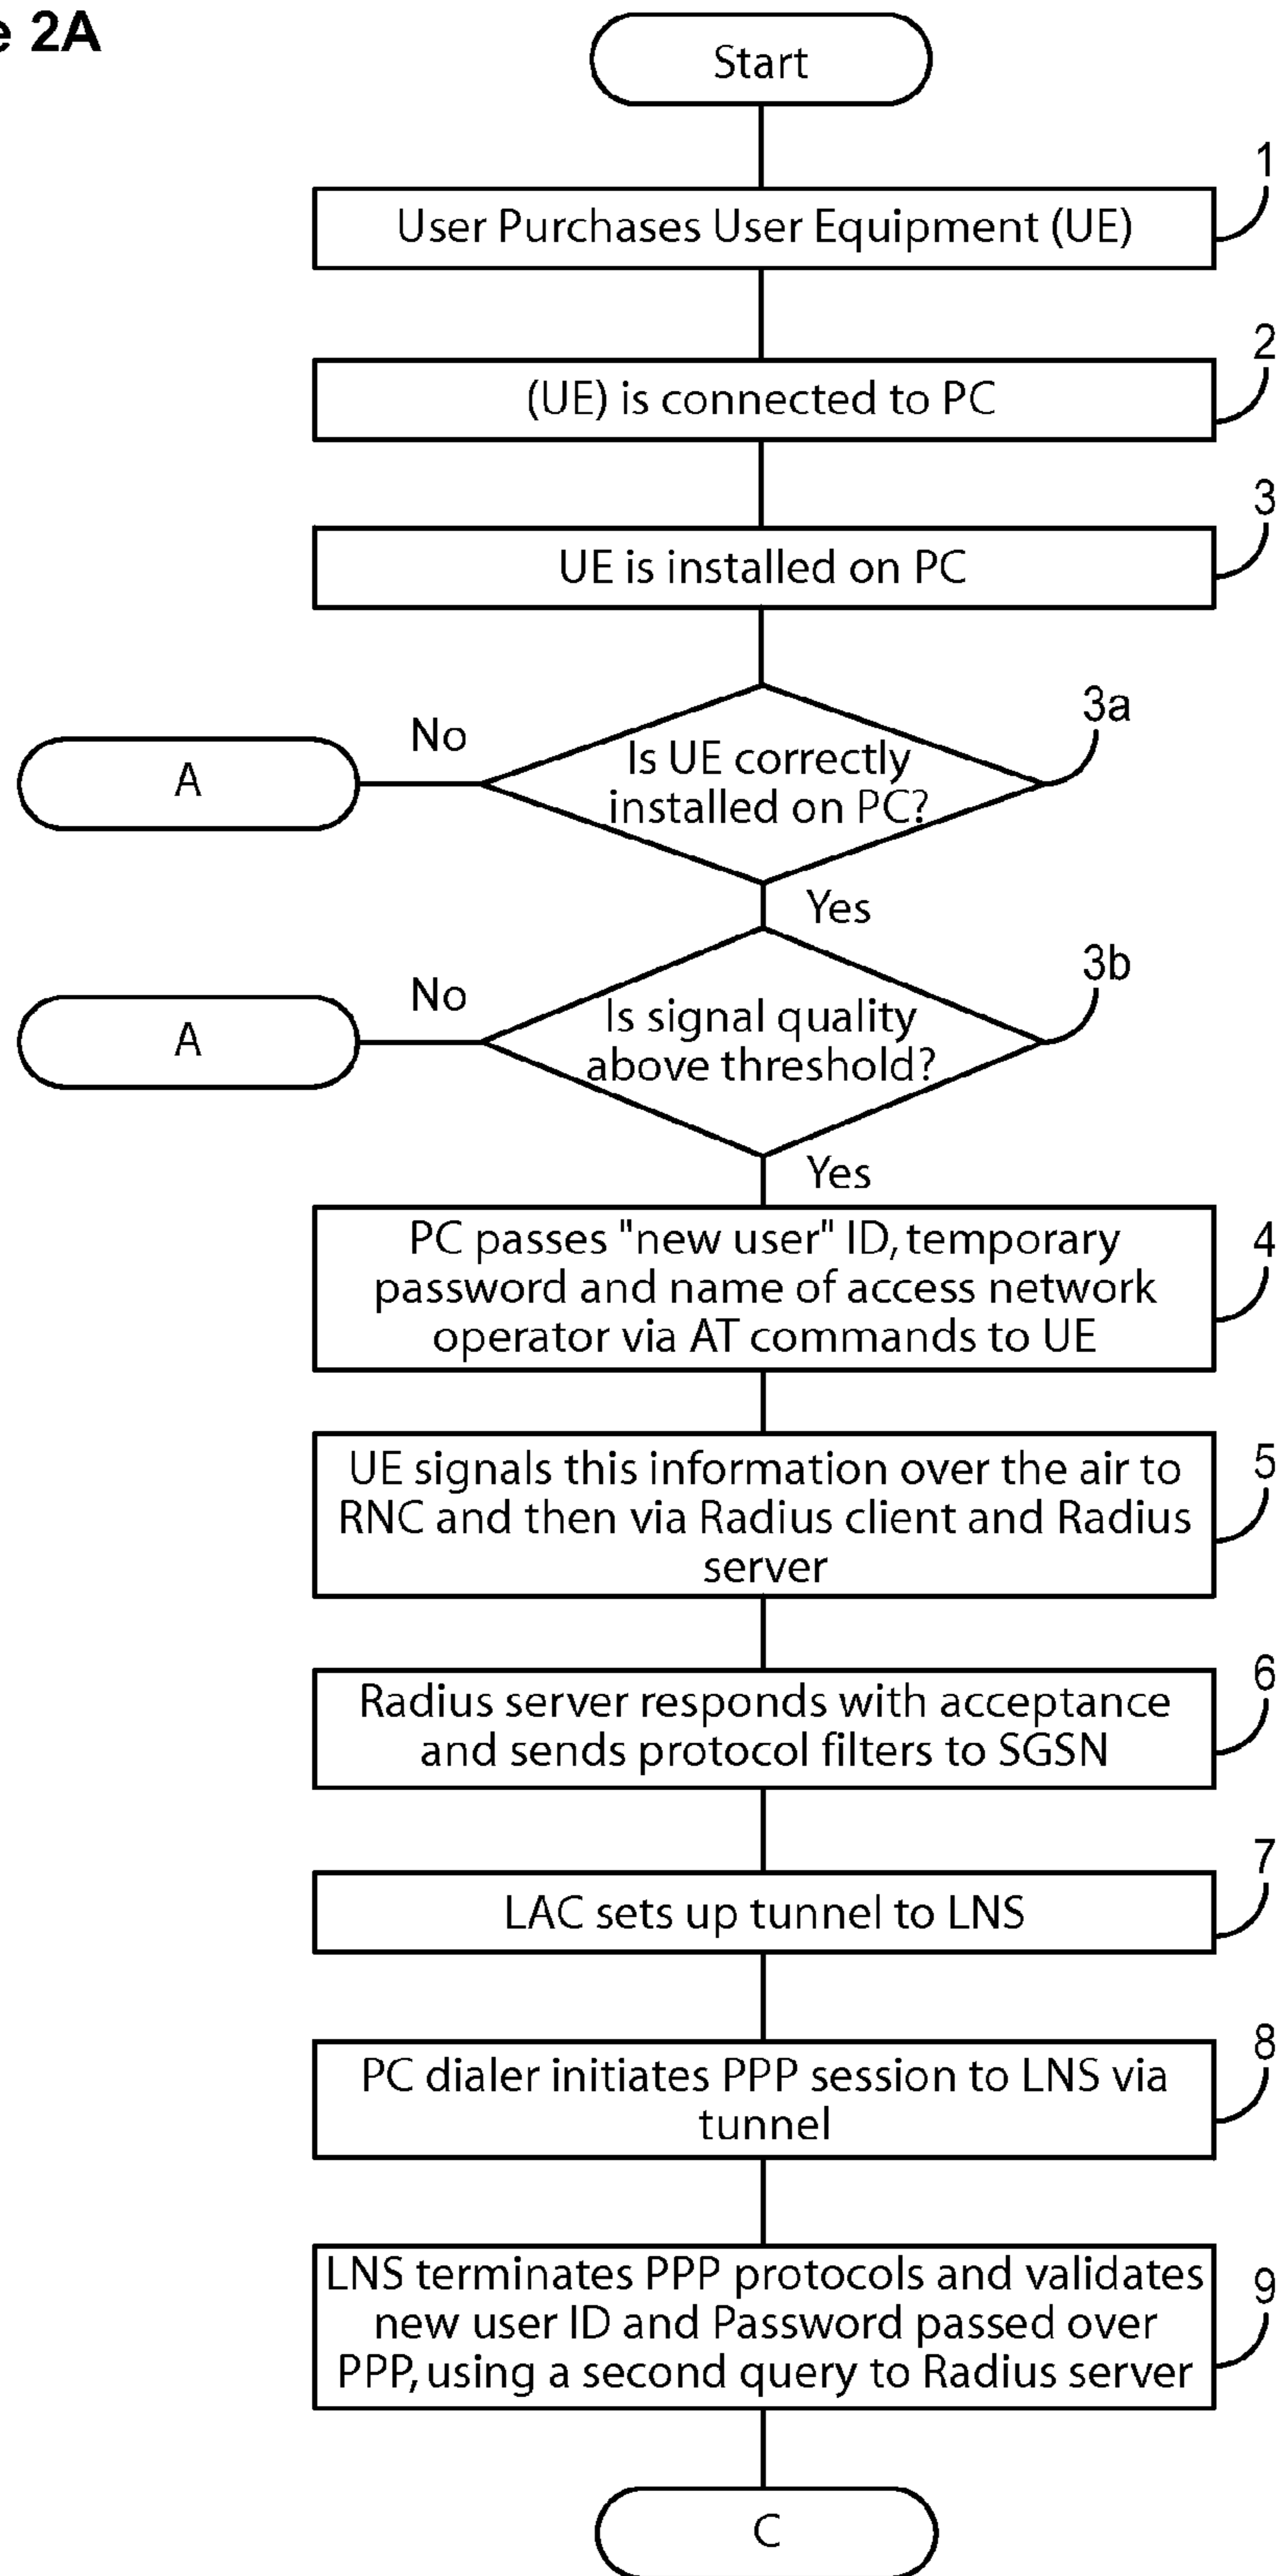 e 2A
Start
1
User Purchases User Equipment (UE)
2
(UE) is connected to PC
3
UE is installed on PC
3a
No
A
Is UE correctly
installed on PC?
Yes
3b
No
A
Is signal quality
above threshold?
Yes
4
PC passes "new user" ID, temporary
password and name of access network
operator via AT commands to UE
5
UE signals this information over the air to
RNC and then via Radius client and Radius
server
6
Radius server responds with acceptance
and sends protocol filters to SGSN
7
LAC sets up tunnel to LNS
8
PC dialer initiates PPP session to LNS via
tunnel
9
LNS terminates PPP protocols and validates
new user ID and Password passed over
PPP, using a second query to Radius server
C